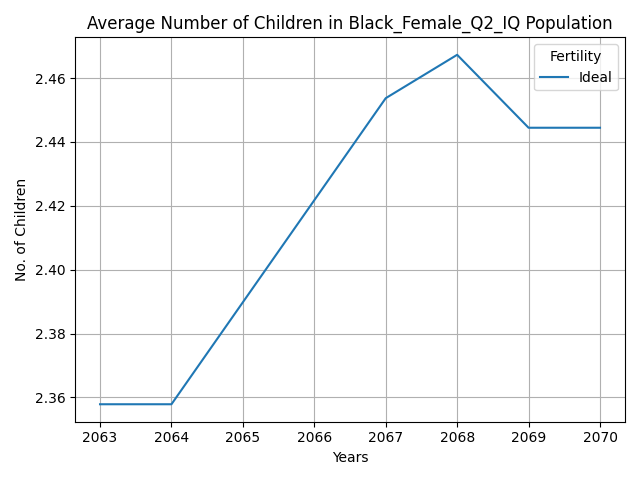 Average Number of Children in Black_Female_Q2_IQ Population
Fertility
Ideal
No. of Children
2.46
2.44
2.42
2.40
2.38
2.36
2063 2064 2065 2066 2067 2068 2069 2070
Years